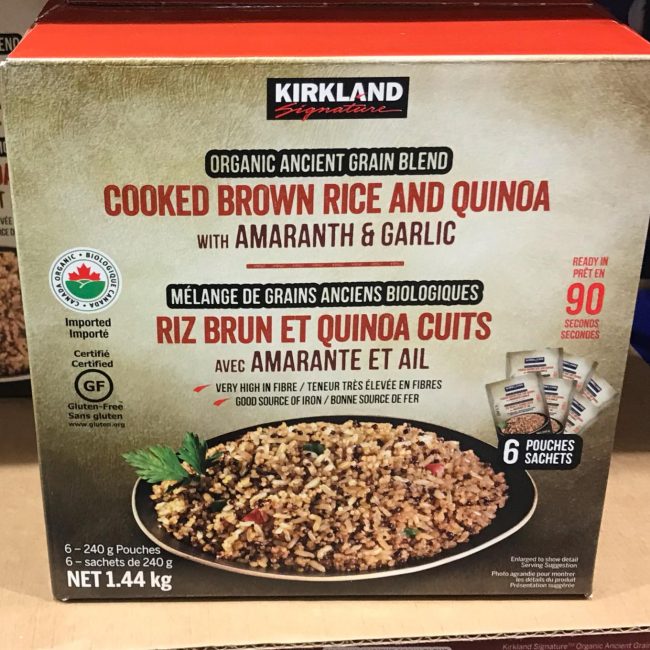 KIRKLAND
Signature
ORGANIC ANCIENT GRAIN BLEND
COOKED BROWN RICE AND QUINOA
WITH AMARANTH & GARLIC
MÉLANGE DE GRAINS ANCIENS BIOLOGIQUES
RIZ BRUN ET QUINOA CUITS
AVEC AMARANTE ET AIL
VERY HIGH IN FIBRE / TENEUR TRÈS ÉLEVÉE EN FIBRES
GOOD SOURCE OF IRON / BONNE SOURCE DE FER
CANADA ORGANIC • BIOLOGIQUE CANADA •
Imported
Importé
Certifié
Certified
GF
Gluten-Free
Sans gluten
www.gluten.org
READY IN
PRÊT EN
90
SECONDS
SECONDES
6 POUCHES
SACHETS
6 – 240 g Pouches
6 – sachets de 240 g
NET 1.44 kg
Enlarged to show detail
Serving Suggestion
Photo agrandie pour montrer
les détails du produit
Présentation suggérée
Kirkland Signature™ Organic Ancient Grai